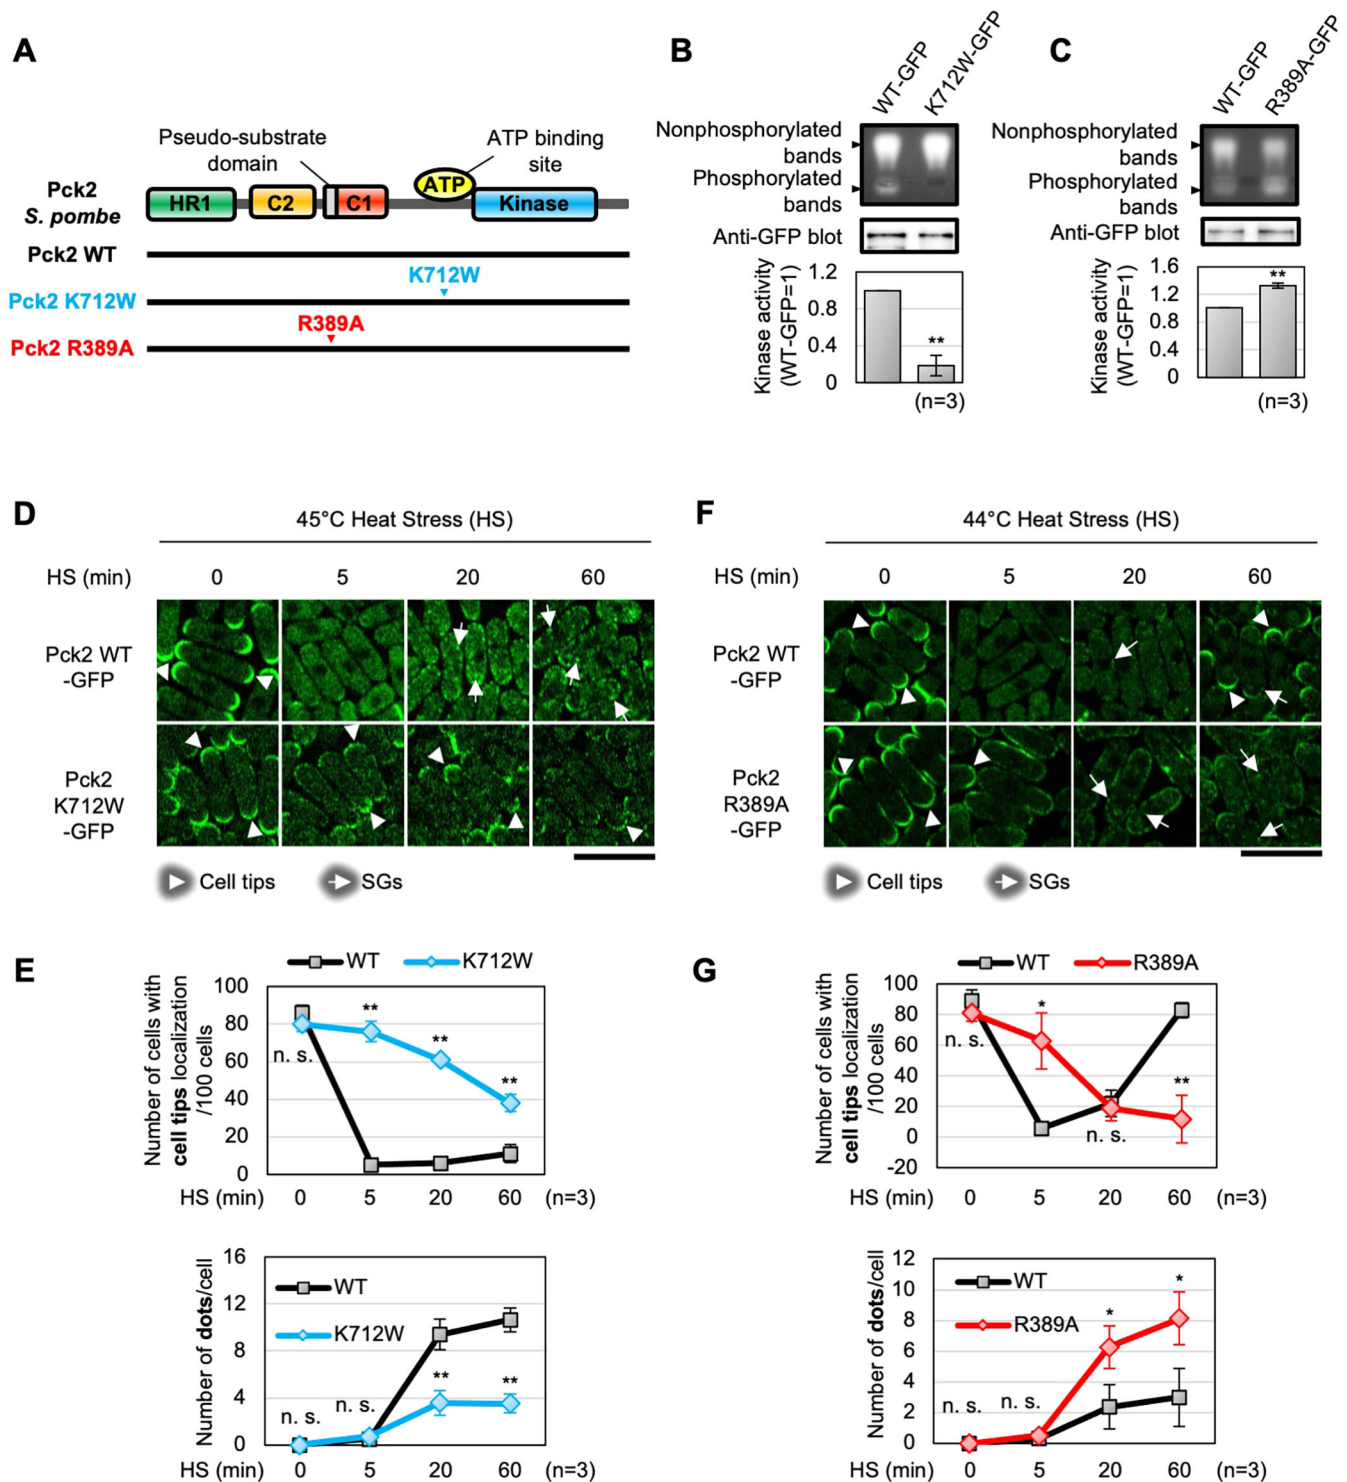 A
Pseudo-substrate
domain
ATP binding
site
Pck2
S. pombe
HR1
C2
C1
ATP
Kinase
Pck2 WT
K712W
Pck2 K712W
R389A
Pck2 R389A
B
WT-GFP
K712W-GFP
Nonphosphorylated
bands
Phosphorylated
bands
Anti-GFP blot
Kinase activity
(WT-GFP=1)
1.2
0.8
0.4
0
**
(n=3)
C
WT-GFP
R389A-GFP
Nonphosphorylated
bands
Phosphorylated
bands
Anti-GFP blot
Kinase activity
(WT-GFP=1)
1.6
1.2
0.8
0.4
0
**
(n=3)
D
45°C Heat Stress (HS)
HS (min) 0 5 20 60
Pck2 WT
-GFP
Pck2
K712W
-GFP
Cell tips SGs
F
44°C Heat Stress (HS)
HS (min) 0 5 20 60
Pck2 WT
-GFP
Pck2
R389A
-GFP
Cell tips SGs
E
WT K712W
Number of cells with
cell tips localization
/100 cells
100
80
60
40
20
0
n. s.
**
**
**
HS (min) 0 5 20 60 (n=3)
Number of dots/cell
16
12
8
4
0
WT
K712W
n. s.
n. s.
**
**
HS (min) 0 5 20 60 (n=3)
G
WT R389A
Number of cells with
cell tips localization
/100 cells
100
80
60
40
20
0
-20
n. s.
*
n. s.
**
HS (min) 0 5 20 60 (n=3)
Number of dots/cell
12
10
8
6
4
2
0
WT
R389A
n. s.
n. s.
*
*
HS (min) 0 5 20 60 (n=3)